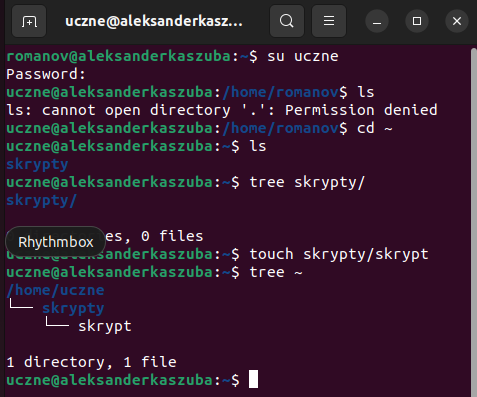 uczne@aleksanderkasz...
romanov@aleksanderkaszuba:~$ su uczne
Password:
uczne@aleksanderkaszuba:/home/romanov$ ls
ls: cannot open directory '.': Permission denied
uczne@aleksanderkaszuba:/home/romanov$ cd ~
uczne@aleksanderkaszuba:~$ ls
skrypty
uczne@aleksanderkaszuba:~$ tree skrypty/
skrypty/
es, 0 files
Rhythmbox
uczne@aleksanderkaszuba:~$ touch skrypty/skrypt
uczne@aleksanderkaszuba:~$ tree ~
/home/uczne
└── skrypty
    └── skrypt
1 directory, 1 file
uczne@aleksanderkaszuba:~$